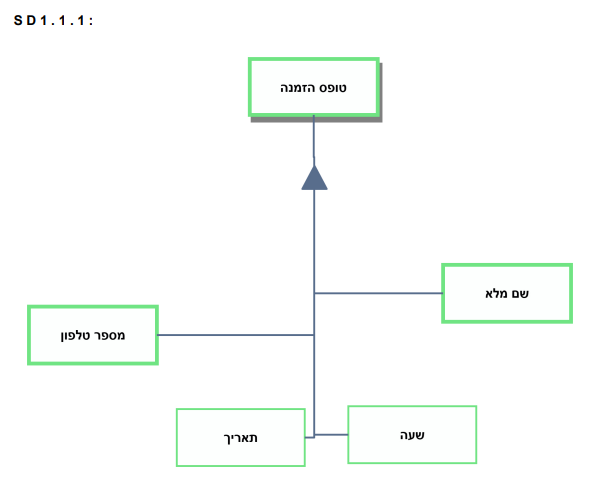 SD1.1.1:
טופס הזמנה
שם מלא
מספר טלפון
שעה
תאריך